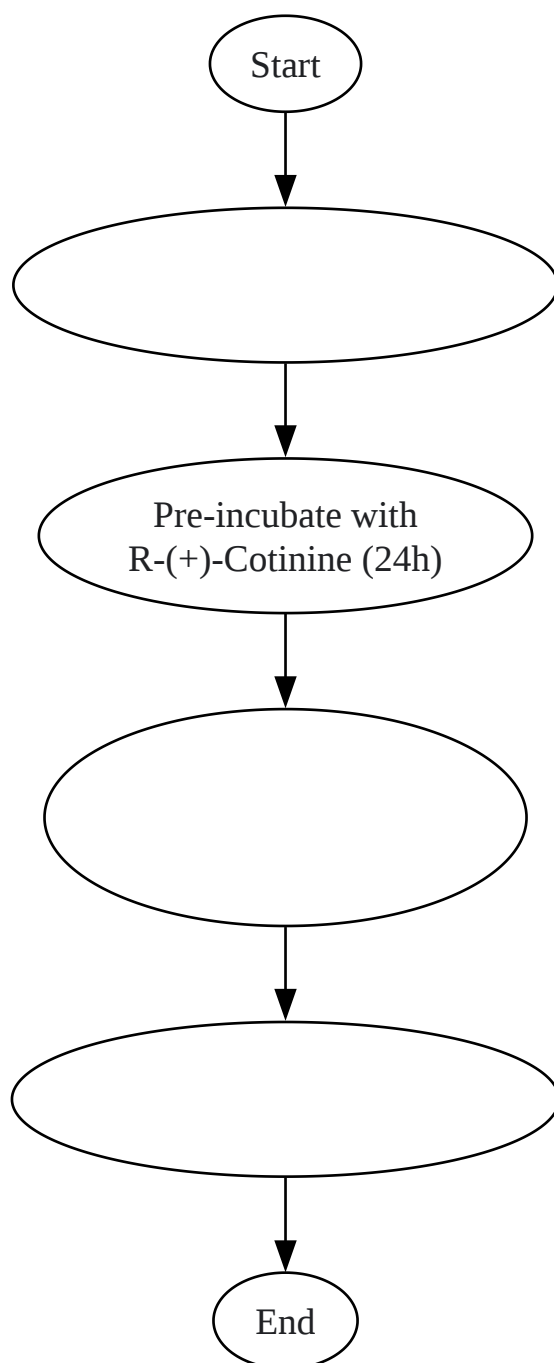 Start
Pre-incubate with
R-(+)-Cotinine (24h)
End